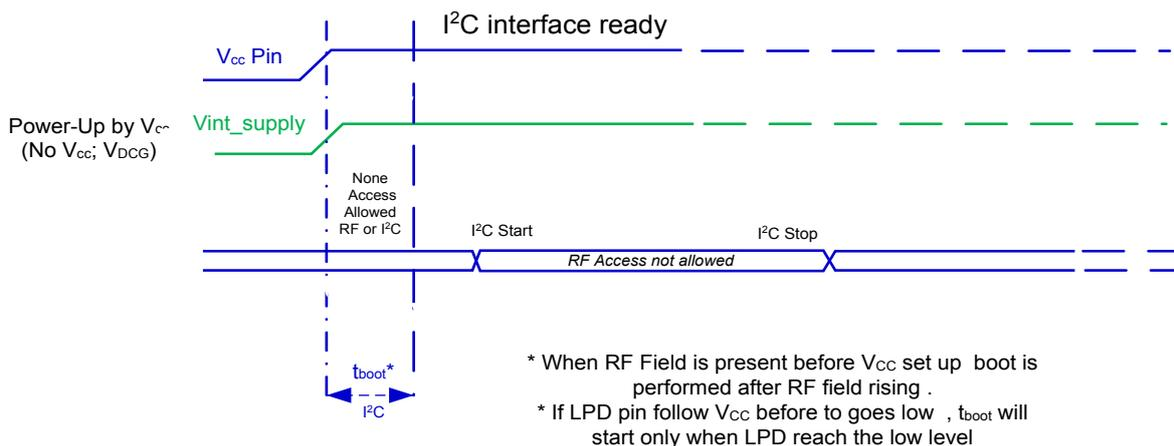 I²C interface ready
Vcc Pin
Power-Up by Vcc
(No Vcc; VDCG)
Vint_supply
None
Access
Allowed
RF or I²C
I²C Start
I²C Stop
RF Access not allowed
tboot*
I²C
* When RF Field is present before VCC set up boot is
performed after RF field rising .
* If LPD pin follow VCC before to goes low , tboot will
start only when LPD reach the low level